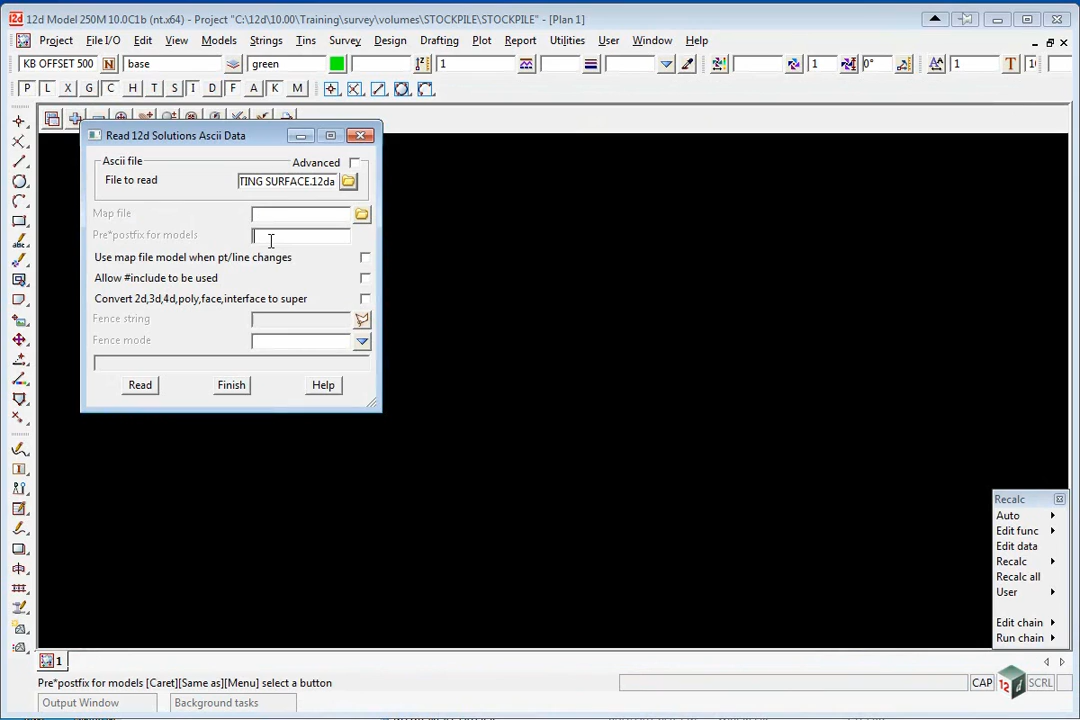 12d Model 250M 10.0C1b (nt.x64) - Project "C:\12d\10.00\Training\survey\volumes\STOCKPILE\STOCKPILE" - [Plan 1]
Project File I/O Edit View Models Strings Tins Survey Design Drafting Plot Report Utilities User Window Help
KB OFFSET 500 N base green 1 1 0° 1 T
P L X G C H T S I D F A K M
Read 12d Solutions Ascii Data
Ascii file Advanced
File to read TING SURFACE.12da
Map file
Pre*postfix for models
Use map file model when pt/line changes
Allow #include to be used
Convert 2d,3d,4d,poly,face,interface to super
Fence string
Fence mode
Read Finish Help
Recalc
Auto
Edit func
Edit data
Recalc
Recalc all
User
Edit chain
Run chain
1
Pre*postfix for models [Caret][Same as][Menu] select a button
CAP 12d SCRL
Output Window Background tasks